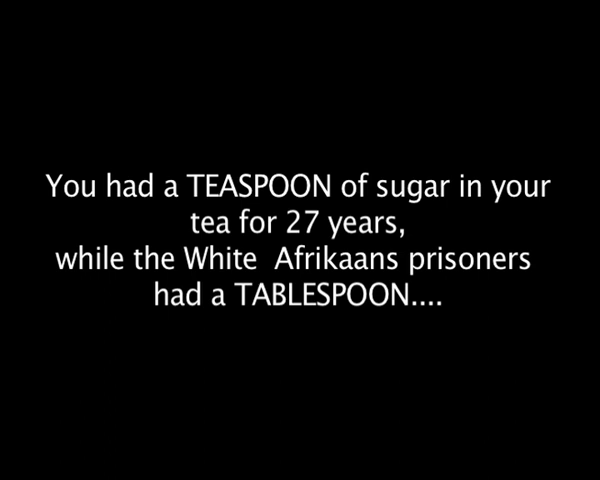 You had a TEASPOON of sugar in your
tea for 27 years,
while the White  Afrikaans prisoners
had a TABLESPOON....